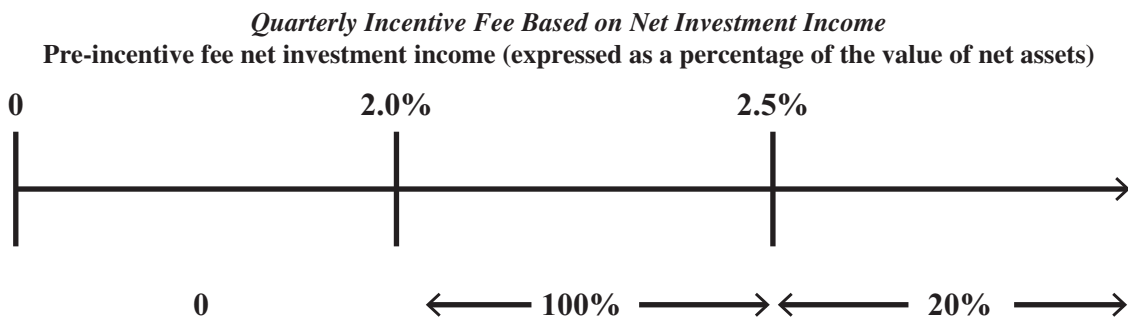 Quarterly Incentive Fee Based on Net Investment Income
Pre-incentive fee net investment income (expressed as a percentage of the value of net assets)
0 2.0% 2.5%
0 100% 20%